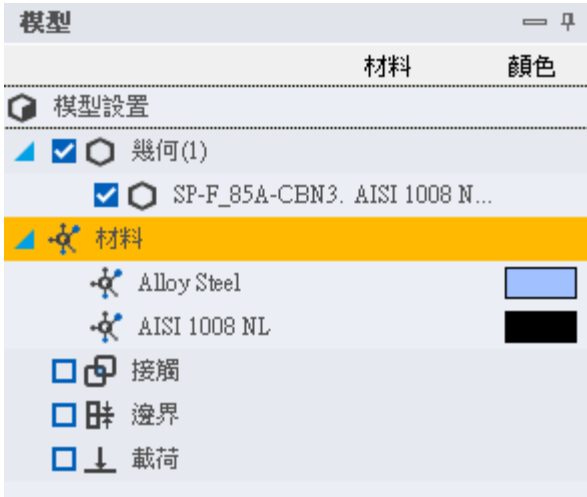 模型
材料 顏色
模型設置
幾何(1)
SP-F_85A-CBN3. AISI 1008 N...
材料
Alloy Steel
AISI 1008 NL
接觸
邊界
載荷